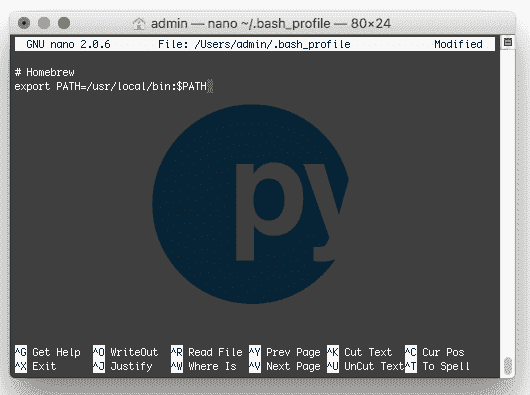 admin — nano ~/.bash_profile — 80×24
GNU nano 2.0.6 File: /Users/admin/.bash_profile Modified
# Homebrew
export PATH=/usr/local/bin:$PATH
py
^G Get Help ^O WriteOut ^R Read File ^Y Prev Page ^K Cut Text ^C Cur Pos
^X Exit ^J Justify ^W Where Is ^V Next Page ^U UnCut Text^T To Spell